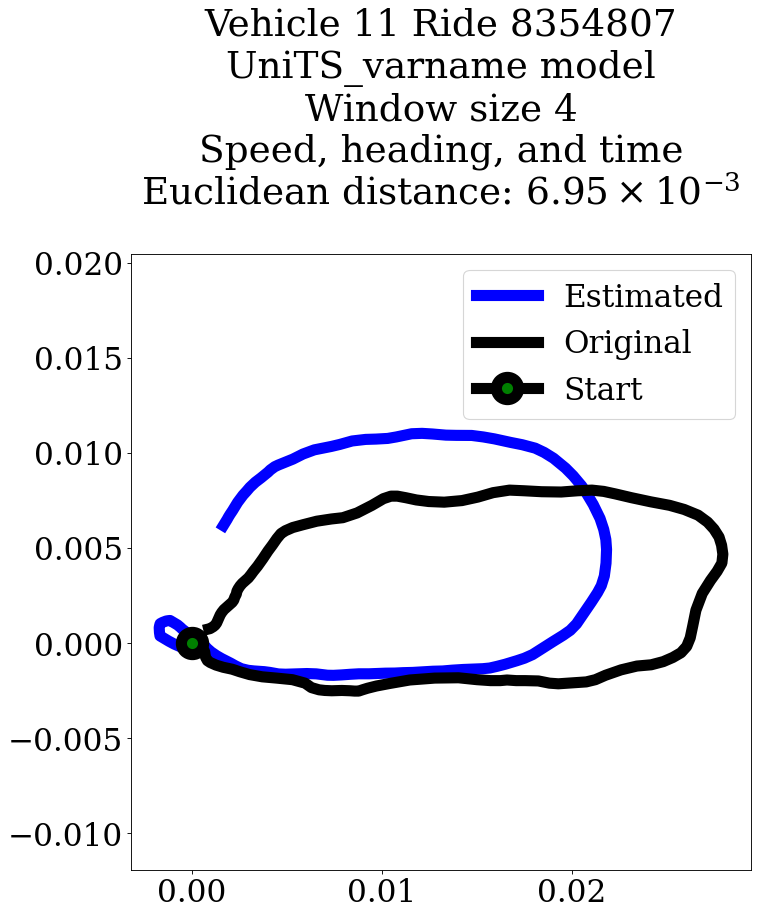 Vehicle 11 Ride 8354807
UniTS_varname model
Window size 4
Speed, heading, and time
Euclidean distance: 6.95 × 10⁻³
Estimated
Original
Start
0.020
0.015
0.010
0.005
0.000
−0.005
−0.010
0.00 0.01 0.02